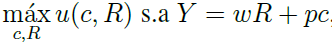 máx u(c, R) s.a Y = wR + pc,
c,R